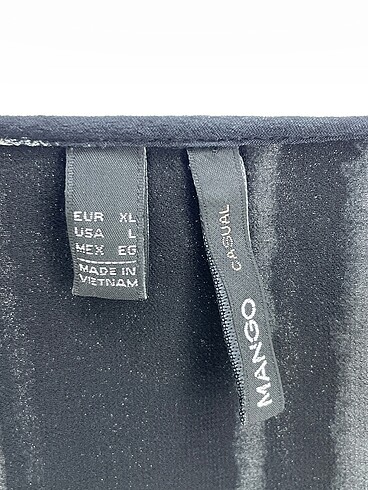 EUR XL
USA L
MEX EG
MADE IN
VIETNAM
MANGO
CASUAL